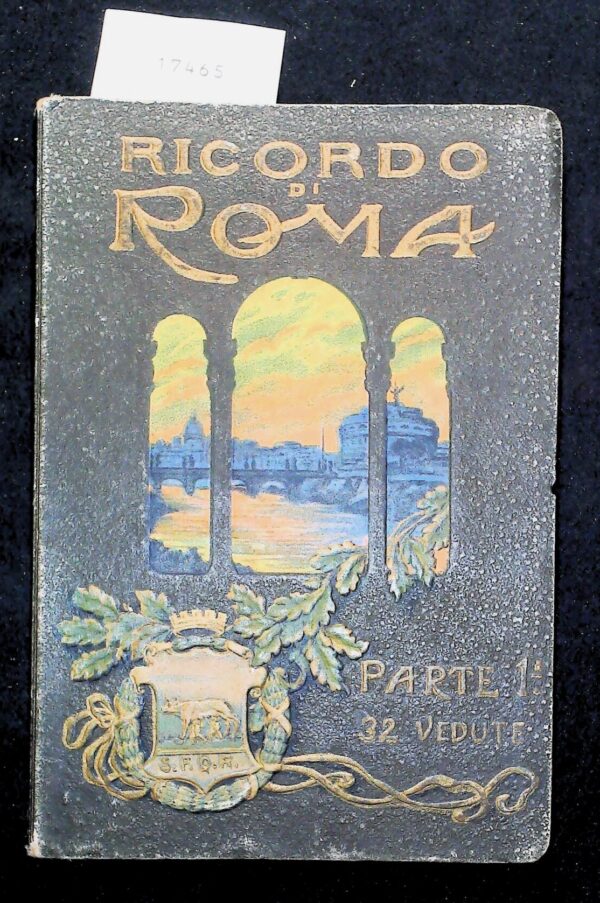 17465
RICORDO
DI
ROMA
PARTE 1ª
32 VEDUTE
S.P.Q.R.